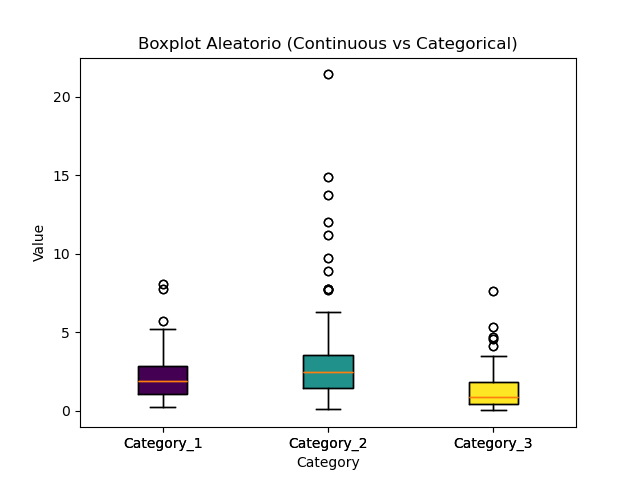 Boxplot Aleatorio (Continuous vs Categorical)
20
15
10
5
0
Value
Category_1
Category_2
Category_3
Category